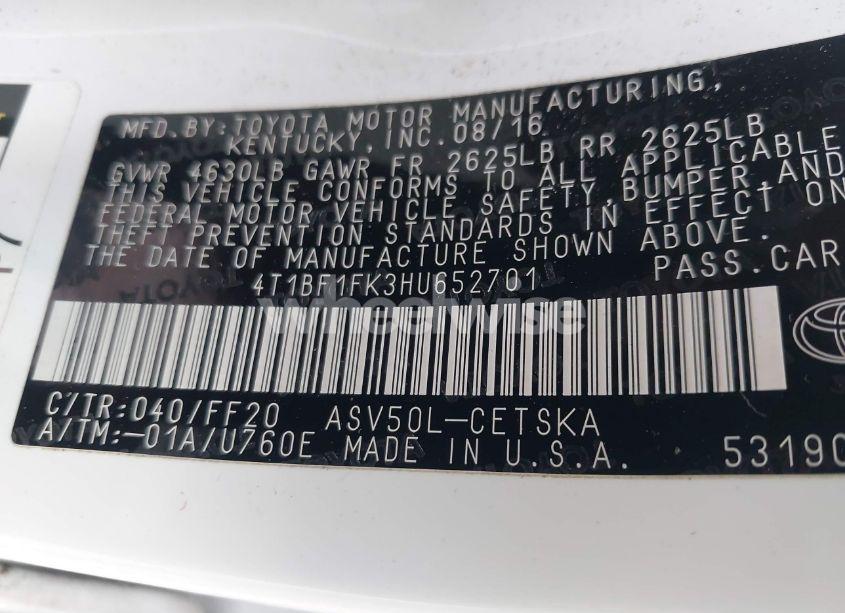 MFD.BY:TOYOTA MOTOR MANUFACTURING,
KENTUCKY,INC.08/16
GVWR 4630LB GAWR FR 2625LB RR 2625LB
THIS VEHICLE CONFORMS TO ALL APPLICABLE
FEDERAL MOTOR VEHICLE SAFETY,BUMPER,AND
THEFT PREVENTION STANDARDS IN EFFECT ON
THE DATE OF MANUFACTURE SHOWN ABOVE.
4T1BF1FK3HU652701 PASS.CAR
wheelwise
C/TR:040/FF20 ASV50L-CETSKA
A/TM:-01A/U760E MADE IN U.S.A.
5319